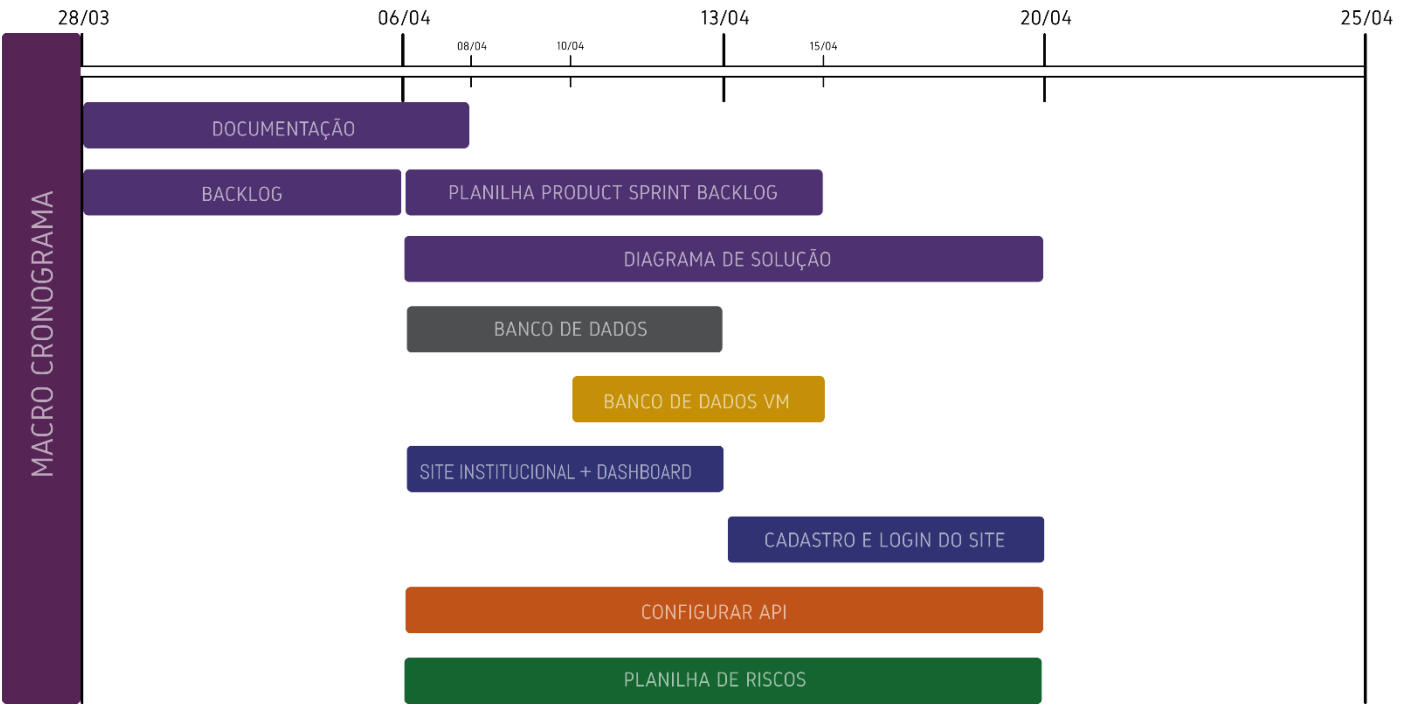 28/03
06/04
13/04
20/04
25/04
08/04
10/04
15/04
MACRO CRONOGRAMA
DOCUMENTAÇÃO
BACKLOG
PLANILHA PRODUCT SPRINT BACKLOG
DIAGRAMA DE SOLUÇÃO
BANCO DE DADOS
BANCO DE DADOS VM
SITE INSTITUCIONAL + DASHBOARD
CADASTRO E LOGIN DO SITE
CONFIGURAR API
PLANILHA DE RISCOS